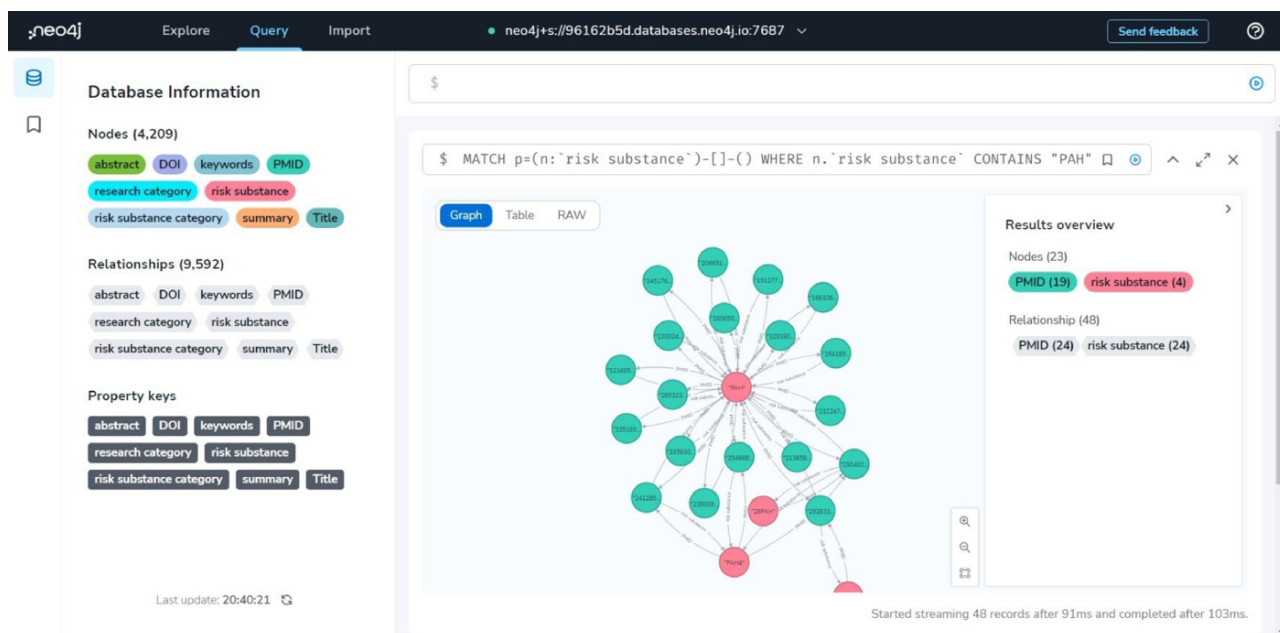 neo4j Explore Query Import neo4j+s://96162b5d.databases.neo4j.io:7687 Send feedback
Database Information
$
Nodes (4,209)
abstract DOI keywords PMID
research category risk substance
risk substance category summary Title
Relationships (9,592)
abstract DOI keywords PMID
research category risk substance
risk substance category summary Title
Property keys
abstract DOI keywords PMID
research category risk substance
risk substance category summary Title
Last update: 20:40:21
$ MATCH p=(n:`risk substance`)-[]-() WHERE n.`risk substance` CONTAINS "PAH"
Graph Table RAW
"PAH"
"28PAH"
"PAH4"
Results overview
Nodes (23)
PMID (19) risk substance (4)
Relationship (48)
PMID (24) risk substance (24)
Started streaming 48 records after 91ms and completed after 103ms.